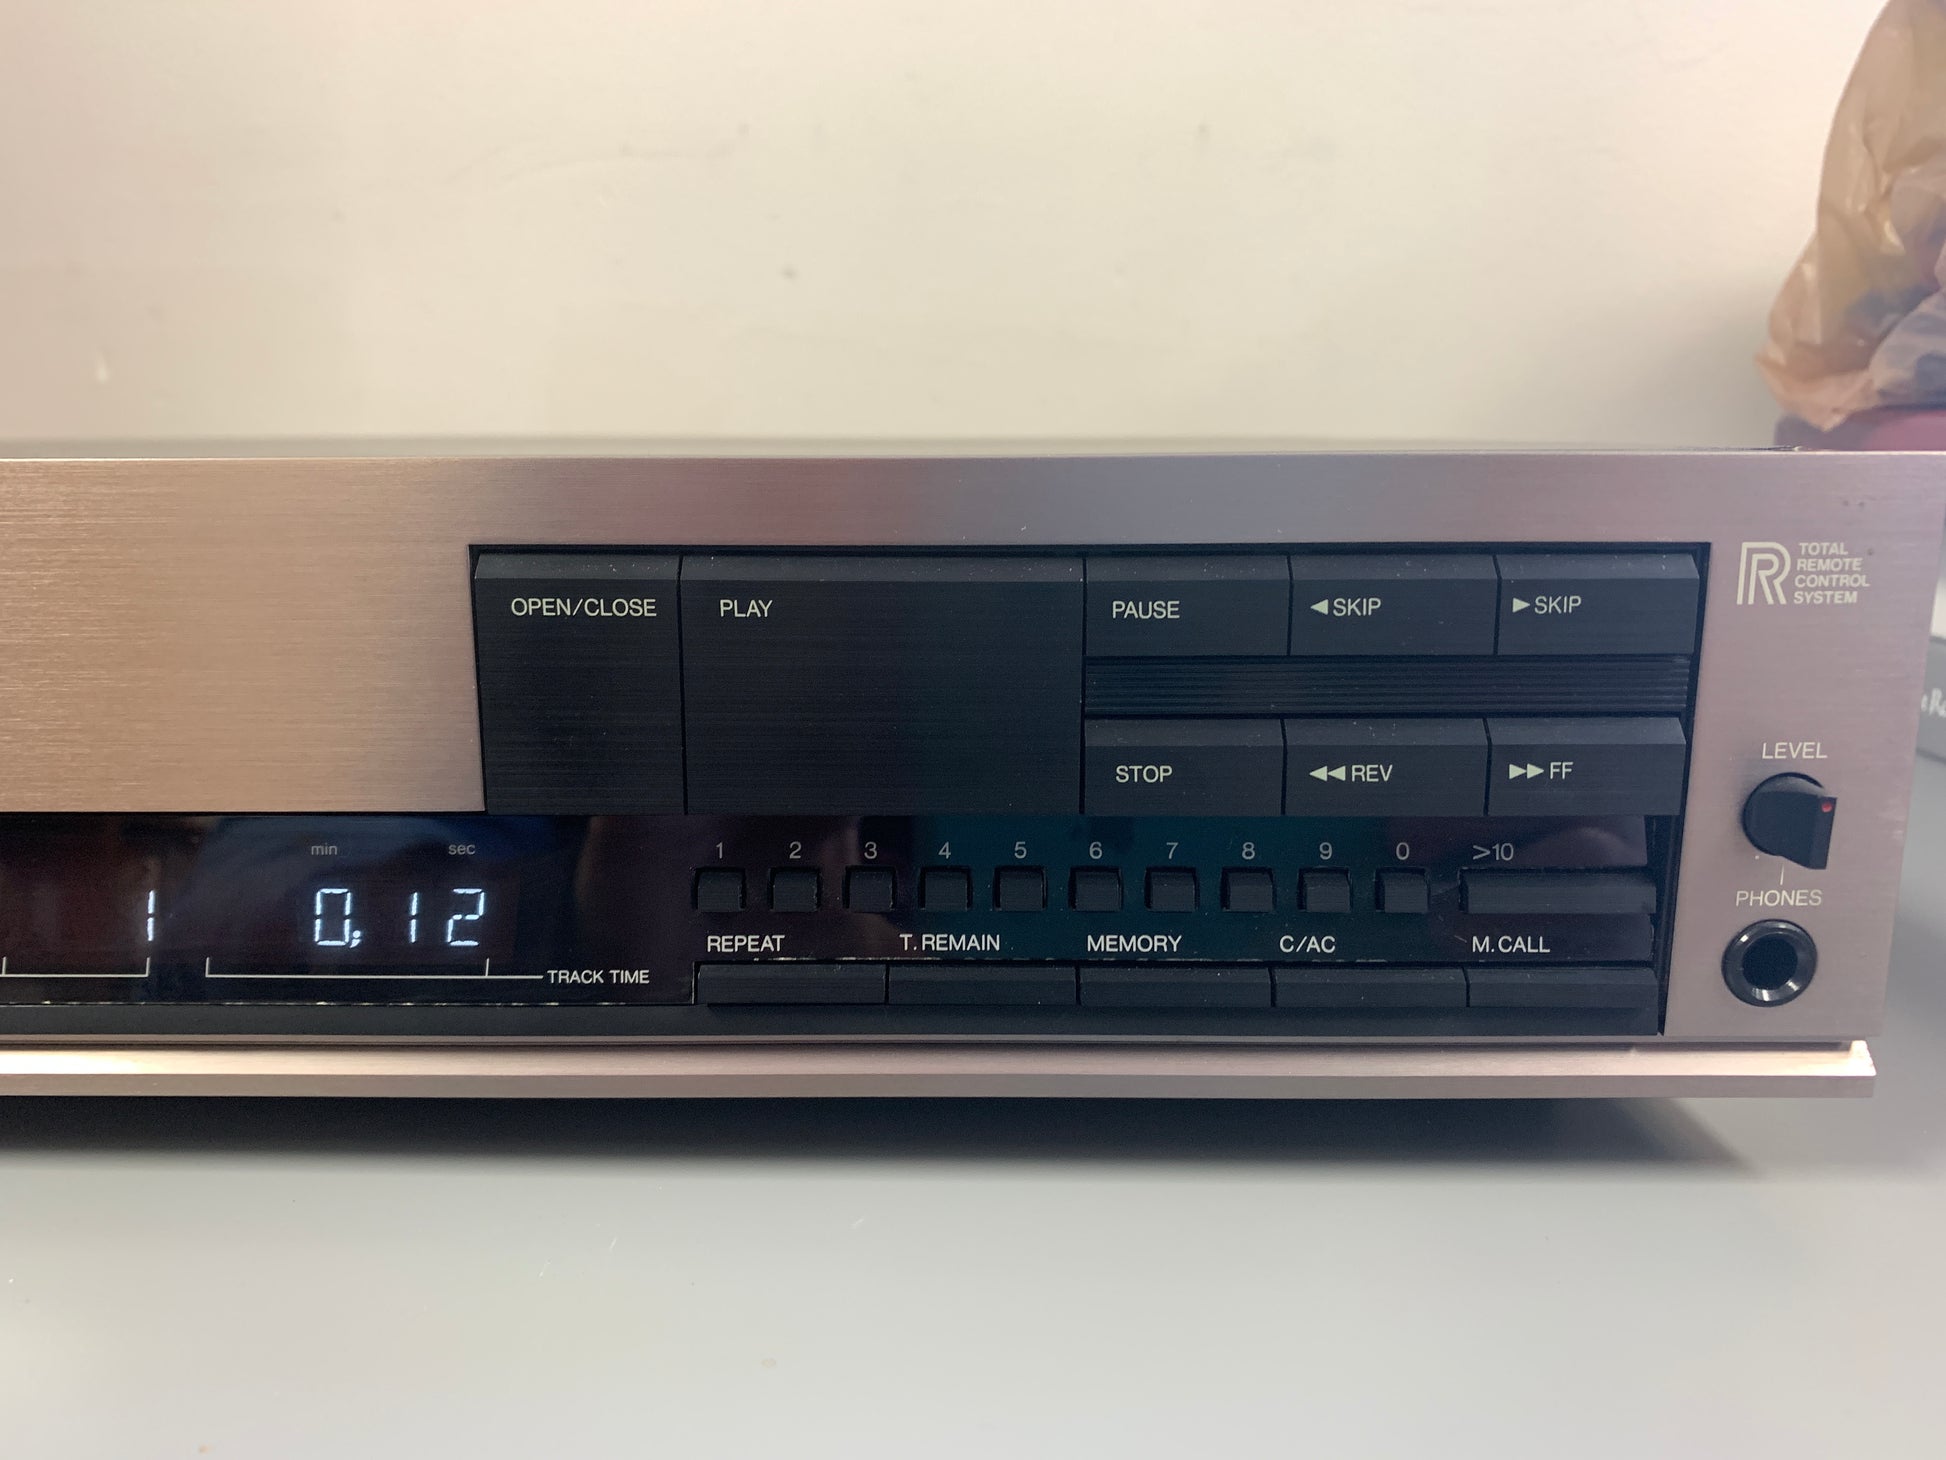 OPEN/CLOSE
PLAY
PAUSE
◀ SKIP
▶ SKIP
R TOTAL
REMOTE
CONTROL
SYSTEM
STOP
◀◀ REV
▶▶ FF
LEVEL
min sec
1 0:12
TRACK TIME
1 2 3 4 5 6 7 8 9 0 >10
REPEAT T.REMAIN MEMORY C/AC M.CALL
PHONES